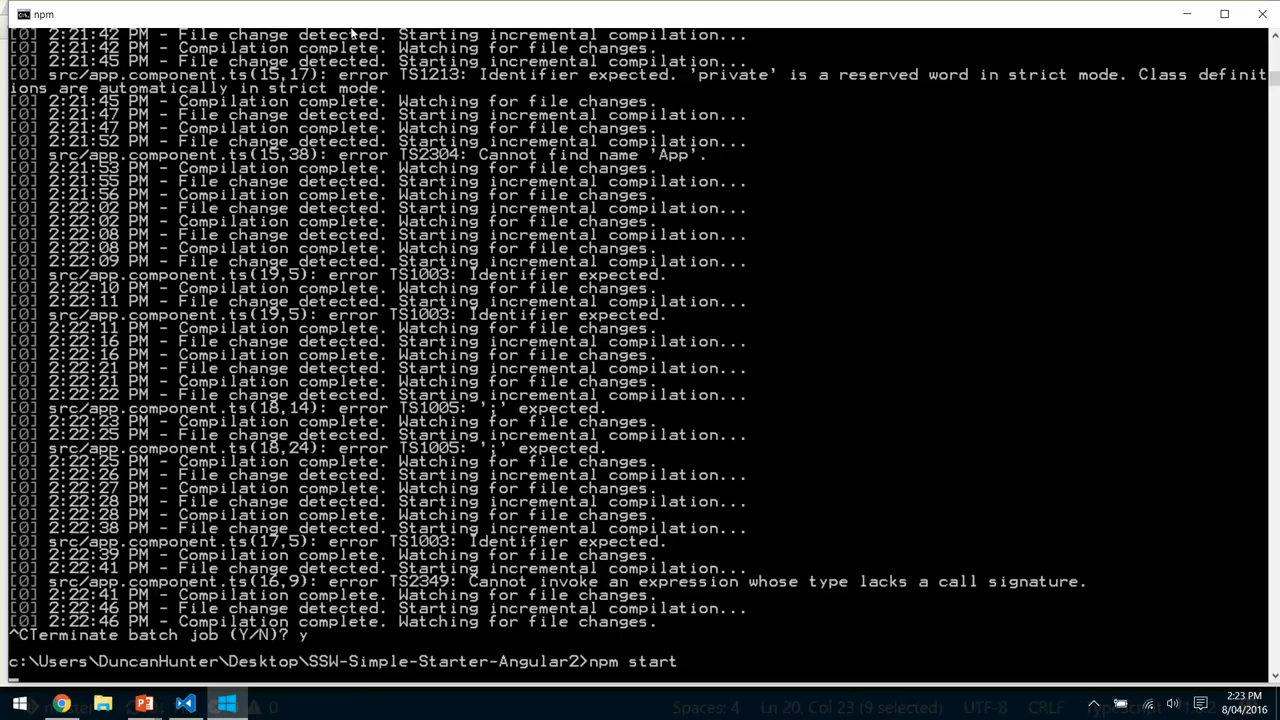 npm
[0] 2:21:42 PM - File change detected. Starting incremental compilation...
[0] 2:21:42 PM - Compilation complete. Watching for file changes.
[0] 2:21:45 PM - File change detected. Starting incremental compilation...
[0] src/app.component.ts(15,17): error TS1213: Identifier expected. 'private' is a reserved word in strict mode. Class definit
ions are automatically in strict mode.
[0] 2:21:45 PM - Compilation complete. Watching for file changes.
[0] 2:21:47 PM - File change detected. Starting incremental compilation...
[0] 2:21:47 PM - Compilation complete. Watching for file changes.
[0] 2:21:52 PM - File change detected. Starting incremental compilation...
[0] src/app.component.ts(15,38): error TS2304: Cannot find name 'App'.
[0] 2:21:53 PM - Compilation complete. Watching for file changes.
[0] 2:21:55 PM - File change detected. Starting incremental compilation...
[0] 2:21:56 PM - Compilation complete. Watching for file changes.
[0] 2:22:02 PM - File change detected. Starting incremental compilation...
[0] 2:22:02 PM - Compilation complete. Watching for file changes.
[0] 2:22:08 PM - File change detected. Starting incremental compilation...
[0] 2:22:08 PM - Compilation complete. Watching for file changes.
[0] 2:22:09 PM - File change detected. Starting incremental compilation...
[0] src/app.component.ts(19,5): error TS1003: Identifier expected.
[0] 2:22:10 PM - Compilation complete. Watching for file changes.
[0] 2:22:11 PM - File change detected. Starting incremental compilation...
[0] src/app.component.ts(19,5): error TS1003: Identifier expected.
[0] 2:22:11 PM - Compilation complete. Watching for file changes.
[0] 2:22:16 PM - File change detected. Starting incremental compilation...
[0] 2:22:16 PM - Compilation complete. Watching for file changes.
[0] 2:22:21 PM - File change detected. Starting incremental compilation...
[0] 2:22:21 PM - Compilation complete. Watching for file changes.
[0] 2:22:22 PM - File change detected. Starting incremental compilation...
[0] src/app.component.ts(18,14): error TS1005: ';' expected.
[0] 2:22:23 PM - Compilation complete. Watching for file changes.
[0] 2:22:25 PM - File change detected. Starting incremental compilation...
[0] src/app.component.ts(18,24): error TS1005: ';' expected.
[0] 2:22:25 PM - Compilation complete. Watching for file changes.
[0] 2:22:26 PM - File change detected. Starting incremental compilation...
[0] 2:22:27 PM - Compilation complete. Watching for file changes.
[0] 2:22:28 PM - File change detected. Starting incremental compilation...
[0] 2:22:28 PM - Compilation complete. Watching for file changes.
[0] 2:22:38 PM - File change detected. Starting incremental compilation...
[0] src/app.component.ts(17,5): error TS1003: Identifier expected.
[0] 2:22:39 PM - Compilation complete. Watching for file changes.
[0] 2:22:41 PM - File change detected. Starting incremental compilation...
[0] src/app.component.ts(16,9): error TS2349: Cannot invoke an expression whose type lacks a call signature.
[0] 2:22:41 PM - Compilation complete. Watching for file changes.
[0] 2:22:46 PM - File change detected. Starting incremental compilation...
[0] 2:22:46 PM - Compilation complete. Watching for file changes.
^CTerminate batch job (Y/N)? y
c:\Users\DuncanHunter\Desktop\SSW-Simple-Starter-Angular2>npm start
Spaces: 4 Ln 20, Col 23 (9 selected) UTF-8 CRLF
2:23 PM
8/04/2016